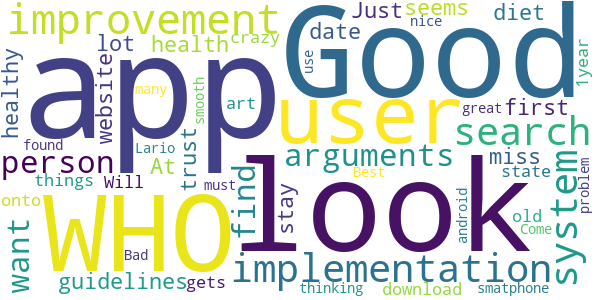 improvement
Just
seems
nice
diet
lot
health
crazy
date
use
1year
healthy
website
app
Good
user
many
smooth
art
great
first
search
found
Lario
trust
person
At
arguments
miss
state
things
Will
WHO
look
find
stay
system
must
Best
android
problem
onto
want
Bad
implementation
old
Come
guidelines
gets
thinking
download
smatphone